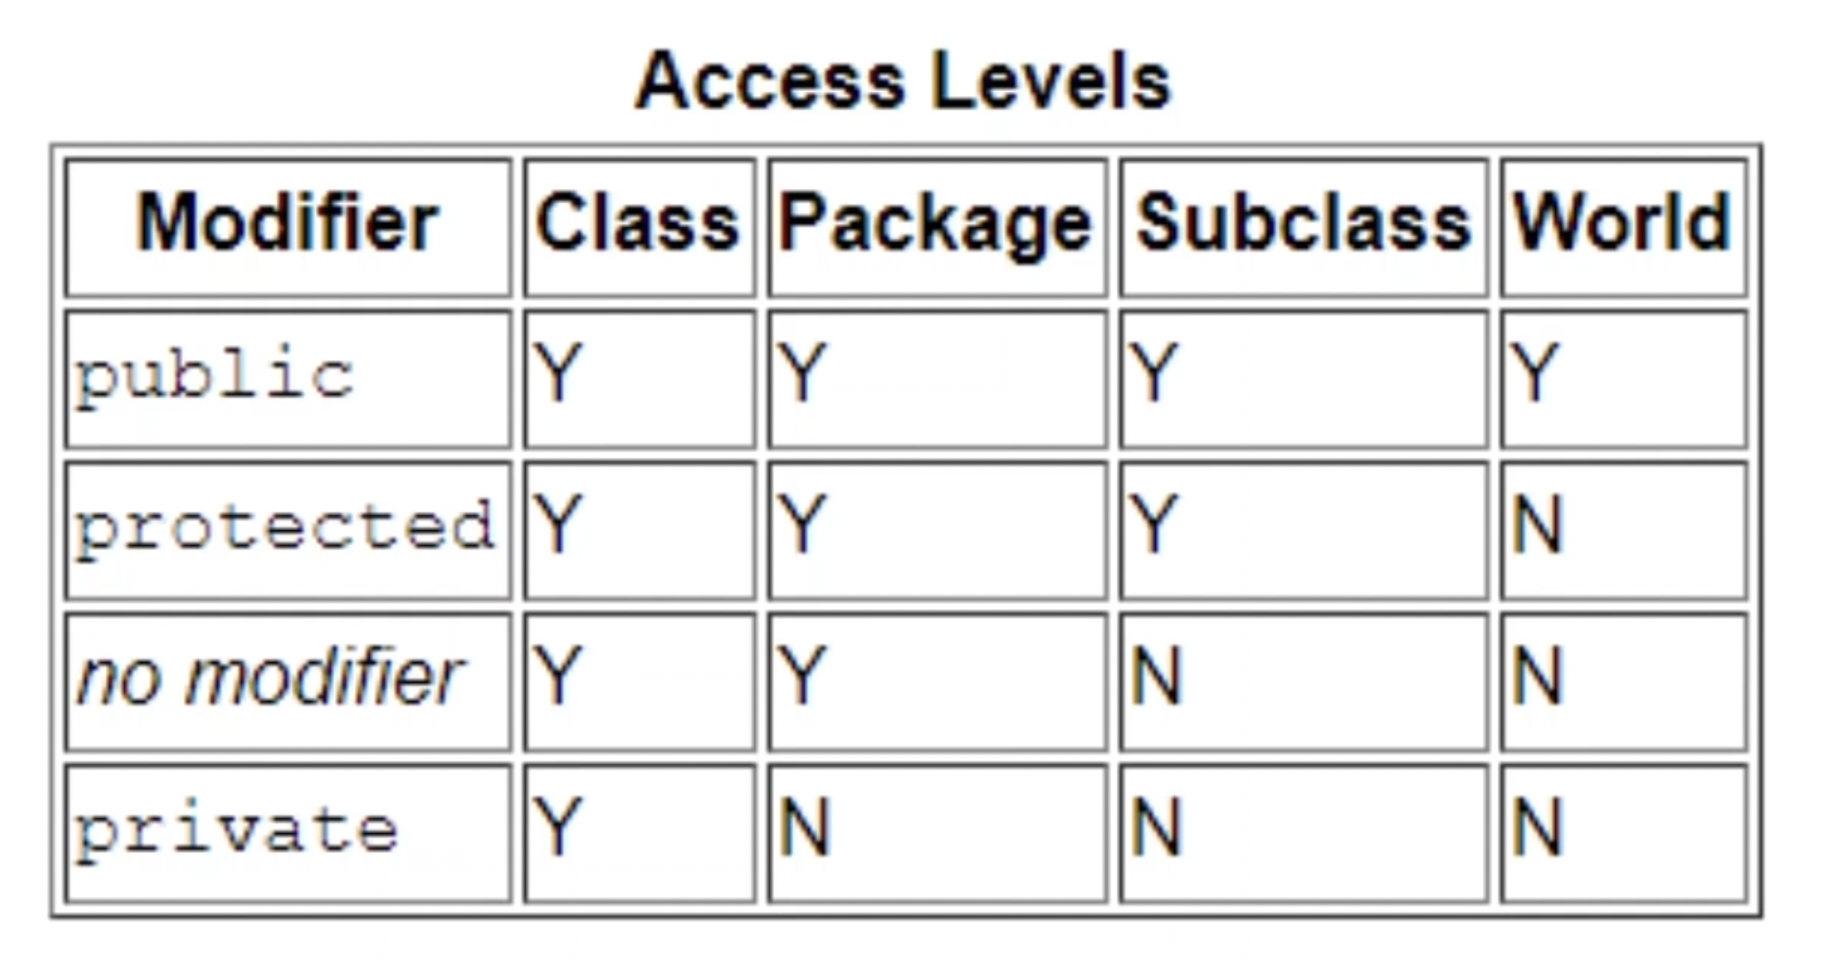 Access Levels
Modifier Class Package Subclass World
public Y Y Y Y
protected Y Y Y N
no modifier Y Y N N
private Y N N N